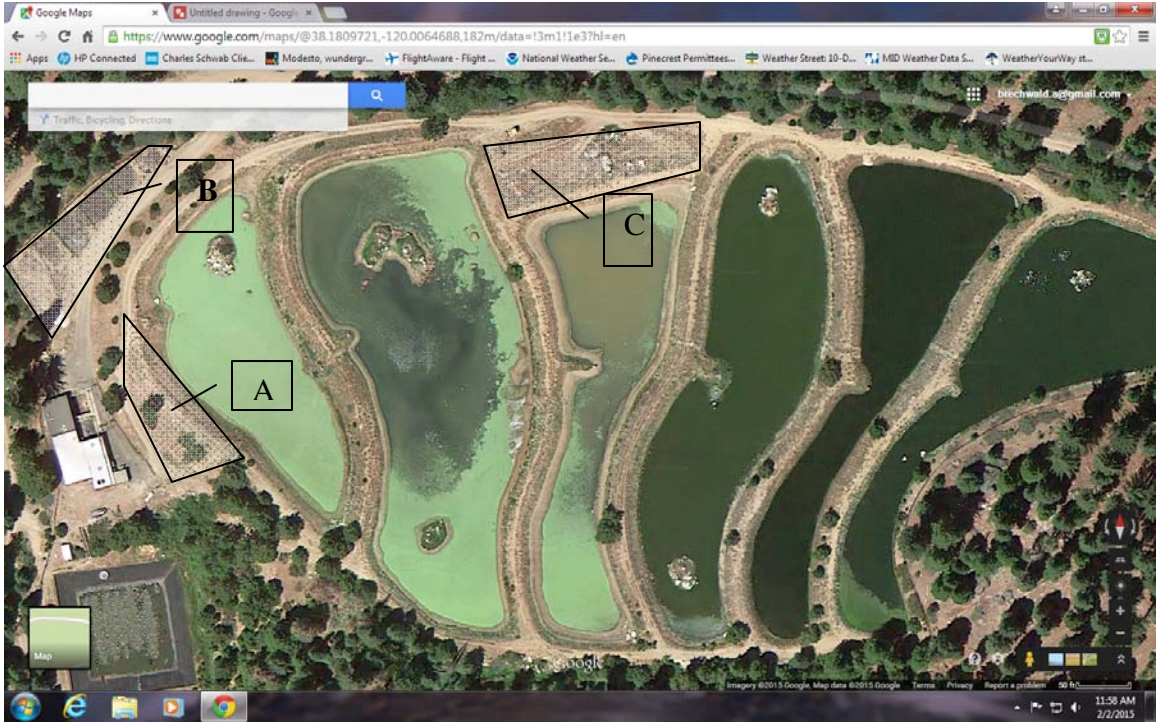 Google Maps
Untitled drawing - Google
https://www.google.com/maps/@38.1809721,-120.0064688,182m/data=!3m1!1e3?hl=en
Apps HP Connected Charles Schwab Clie... Modesto, wundergr... FlightAware - Flight ... National Weather Se... Pinecrest Permittees... Weather Street: 10-D... MID Weather Data S... WeatherYourWay st...
brechwald.a@gmail.com
Traffic, Bicycling, Directions
B
C
A
Map
Google
Imagery ©2015 Google, Map data ©2015 Google Terms Privacy Report a problem 50 ft
11:58 AM
2/2/2015